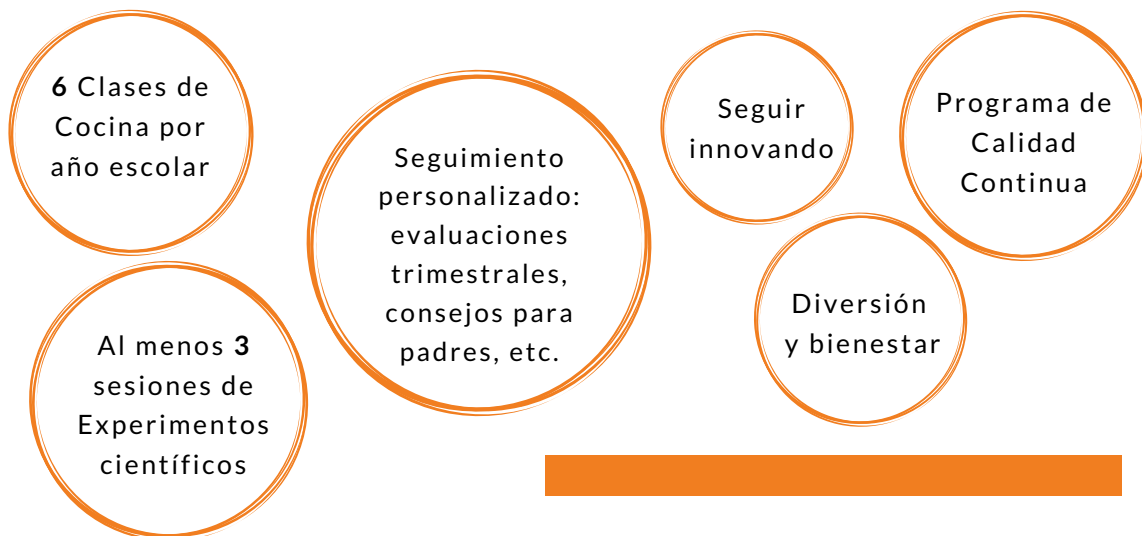 6 Clases de
Cocina por
año escolar
Al menos 3
sesiones de
Experimentos
científicos
Seguimiento
personalizado:
evaluaciones
trimestrales,
consejos para
padres, etc.
Seguir
innovando
Diversión
y bienestar
Programa de
Calidad
Continua